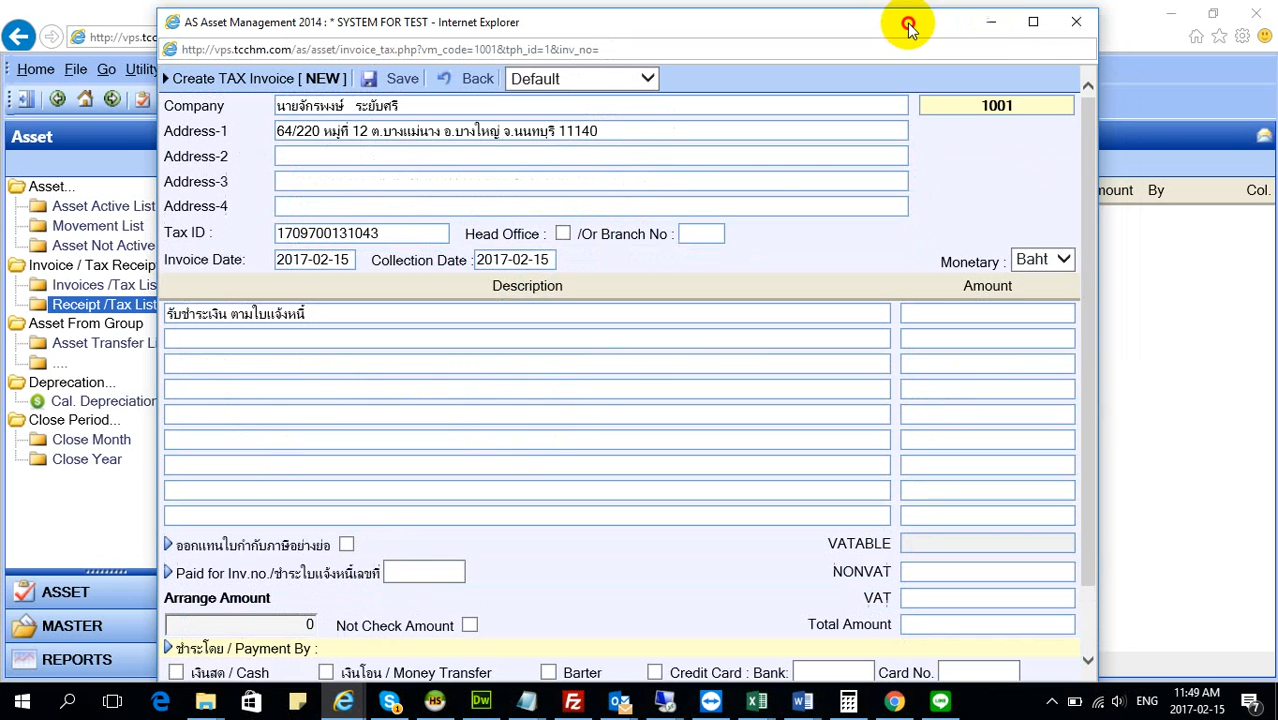 AS Asset Management 2014 : * SYSTEM FOR TEST - Internet Explorer
http://vps.tcchm.com/as/asset/invoice_tax.php?vm_code=1001&tph_id=1&inv_no=
http://vps.tcc
Home File Go Utility
Create TAX Invoice [ NEW ] Save Back Default
Company นายจักรพงษ์ ระยับศรี 1001
Address-1 64/220 หมู่ที่ 12 ต.บางแม่นาง อ.บางใหญ่ จ.นนทบุรี 11140
Address-2
Address-3
Address-4
Tax ID : 1709700131043 Head Office : /Or Branch No :
Invoice Date: 2017-02-15 Collection Date : 2017-02-15 Monetary : Baht
Description Amount
รับชำระเงิน ตามใบแจ้งหนี้
ออกแทนใบกำกับภาษีอย่างย่อ VATABLE
Paid for Inv.no./ชำระใบแจ้งหนี้เลขที่ NONVAT
Arrange Amount VAT
0 Not Check Amount Total Amount
ชำระโดย / Payment By :
เงินสด / Cash เงินโอน / Money Transfer Barter Credit Card : Bank: Card No.
Asset
Asset...
Asset Active List
Movement List
Asset Not Active
Invoice / Tax Receip
Invoices /Tax Lis
Receipt /Tax List
Asset From Group
Asset Transfer Li
....
Deprecation...
Cal. Depreciation
Close Period...
Close Month
Close Year
ASSET
MASTER
REPORTS
mount By Col.
ENG 11:49 AM
2017-02-15